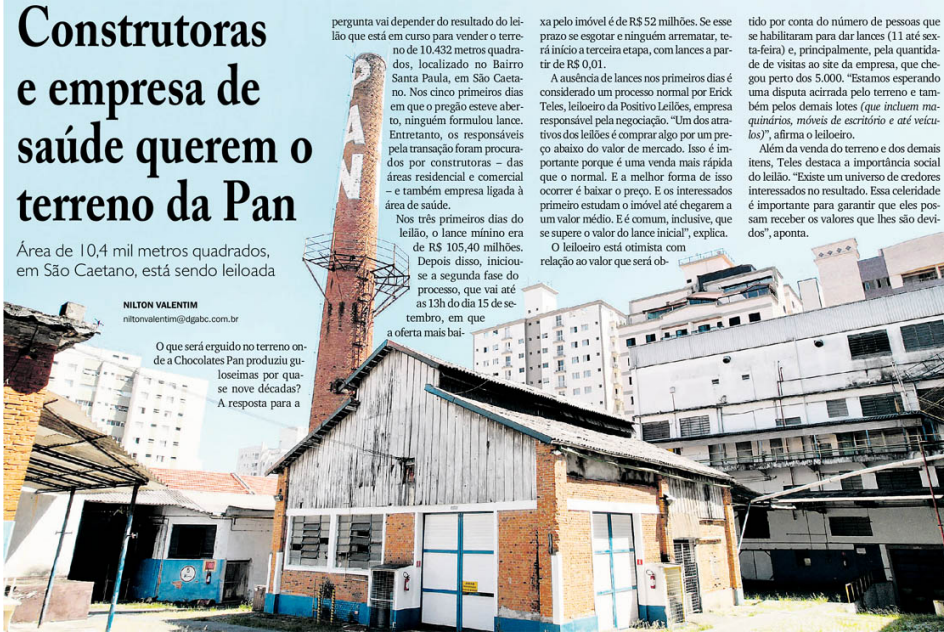 Construtoras
e empresa de
saúde querem o
terreno da Pan
Área de 10,4 mil metros quadrados,
em São Caetano, está sendo leiloada
NILTON VALENTIM
niltonvalentim@dgabc.com.br
O que será erguido no terreno on-
de a Chocolates Pan produziu gu-
loseimas por qua-
se nove décadas?
A resposta para a
pergunta vai depender do resultado do lei-
lão que está em curso para vender o terre-
no de 10.432 metros quadra-
dos, localizado no Bairro
Santa Paula, em São Caeta-
no. Nos cinco primeiros dias
em que o pregão esteve aber-
to, ninguém formulou lance.
Entretanto, os responsáveis
pela transação foram procura-
dos por construtoras – das
áreas residencial e comercial
– e também empresa ligada à
área de saúde.
Nos três primeiros dias do
leilão, o lance mínino era
de R$ 105,40 milhões.
Depois disso, iniciou-
se a segunda fase do
processo, que vai até
as 13h do dia 15 de se-
tembro, em que
a oferta mais bai-
xa pelo imóvel é de R$ 52 milhões. Se esse
prazo se esgotar e ninguém arrematar, te-
rá início a terceira etapa, com lances a par-
tir de R$ 0,01.
A ausência de lances nos primeiros dias é
considerado um processo normal por Erick
Teles, leiloeiro da Positivo Leilões, empresa
responsável pela negociação. “Um dos atra-
tivos dos leilões é comprar algo por um pre-
ço abaixo do valor de mercado. Isso é im-
portante porque é uma venda mais rápida
que o normal. E a melhor forma de isso
ocorrer é baixar o preço. E os interessados
primeiro estudam o imóvel até chegarem a
um valor médio. E é comum, inclusive, que
se supere o valor do lance inicial”, explica.
O leiloeiro está otimista com
relação ao valor que será ob-
tido por conta do número de pessoas que
se habilitaram para dar lances (11 até sex-
ta-feira) e, principalmente, pela quantida-
de de visitas ao site da empresa, que che-
gou perto dos 5.000. “Estamos esperando
uma disputa acirrada pelo terreno e tam-
bém pelos demais lotes (que incluem ma-
quinários, móveis de escritório e até veícu-
los)”, afirma o leiloeiro.
Além da venda do terreno e dos demais
itens, Teles destaca a importância social
do leilão. “Existe um universo de credores
interessados no resultado. Essa celeridade
é importante para garantir que eles pos-
sam receber os valores que lhes são devi-
dos”, aponta.
PAN